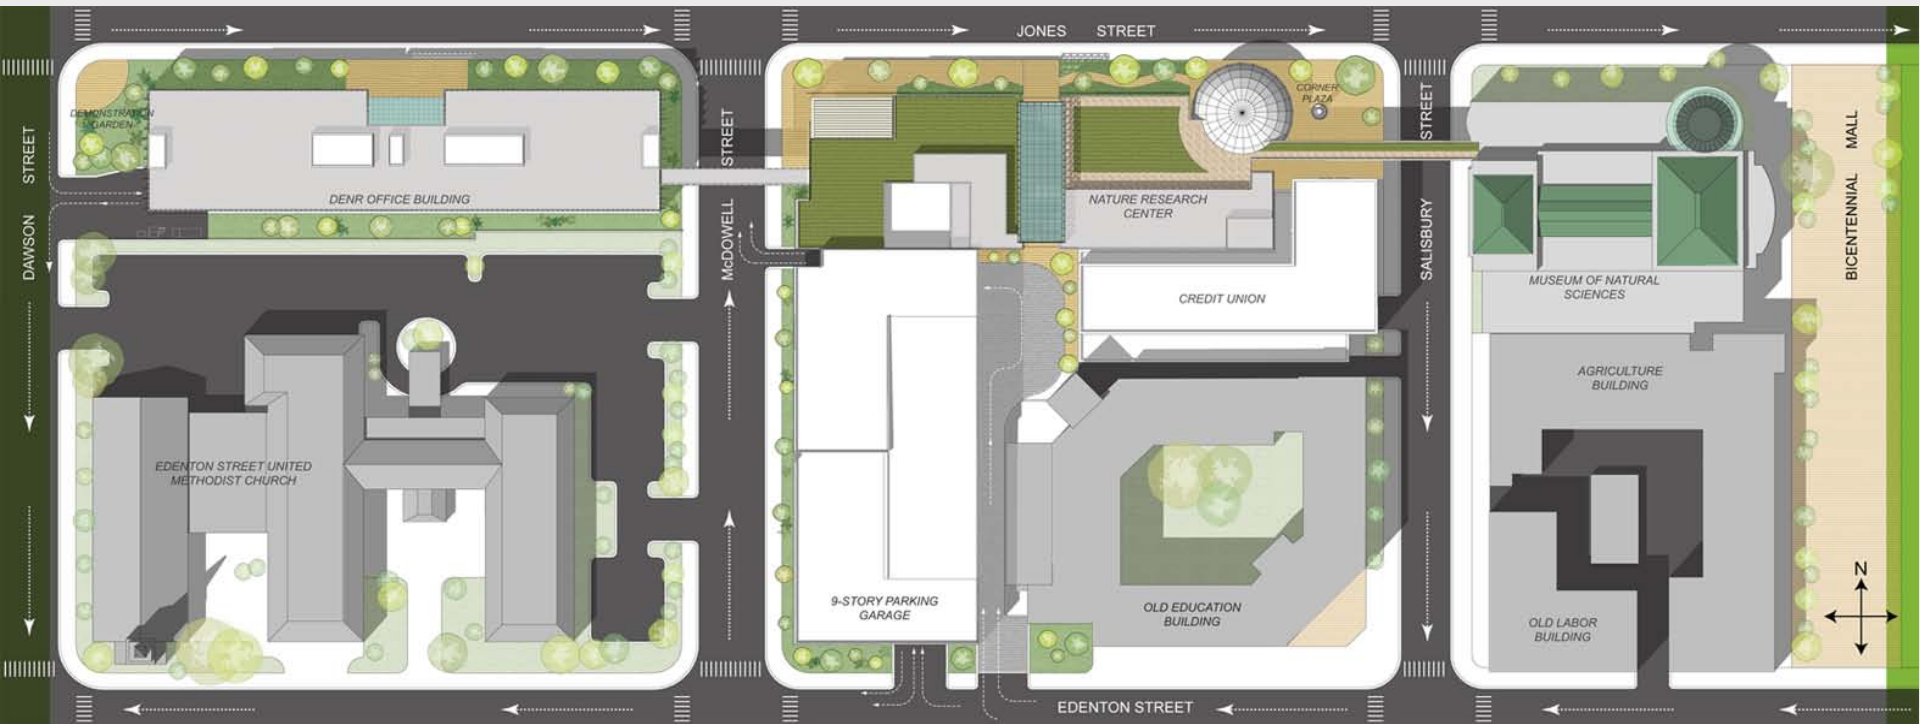 JONES STREET
DEMONSTRATION
GARDEN
DAWSON STREET
DENR OFFICE BUILDING
McDOWELL STREET
CORNER
PLAZA
NATURE RESEARCH
CENTER
SALISBURY STREET
BICENTENNIAL MALL
MUSEUM OF NATURAL
SCIENCES
CREDIT UNION
AGRICULTURE
BUILDING
EDENTON STREET UNITED
METHODIST CHURCH
9-STORY PARKING
GARAGE
OLD EDUCATION
BUILDING
OLD LABOR
BUILDING
N
EDENTON STREET